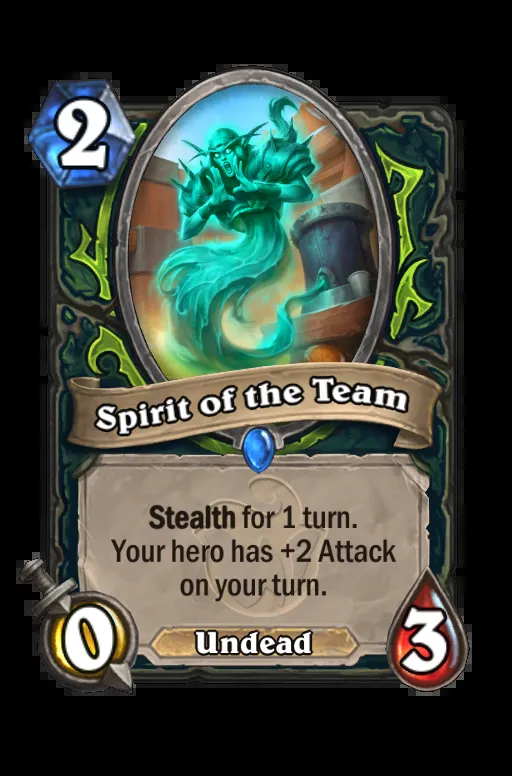 2
Spirit of the Team
Stealth for 1 turn.
Your hero has +2 Attack
on your turn.
0
Undead
3